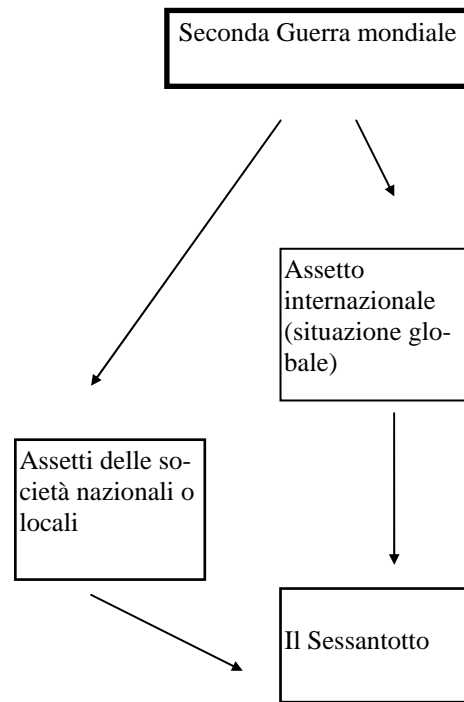 Seconda Guerra mondiale
Assetto
internazionale
(situazione glo-
bale)
Assetti delle so-
cietà nazionali o
locali
Il Sessantotto